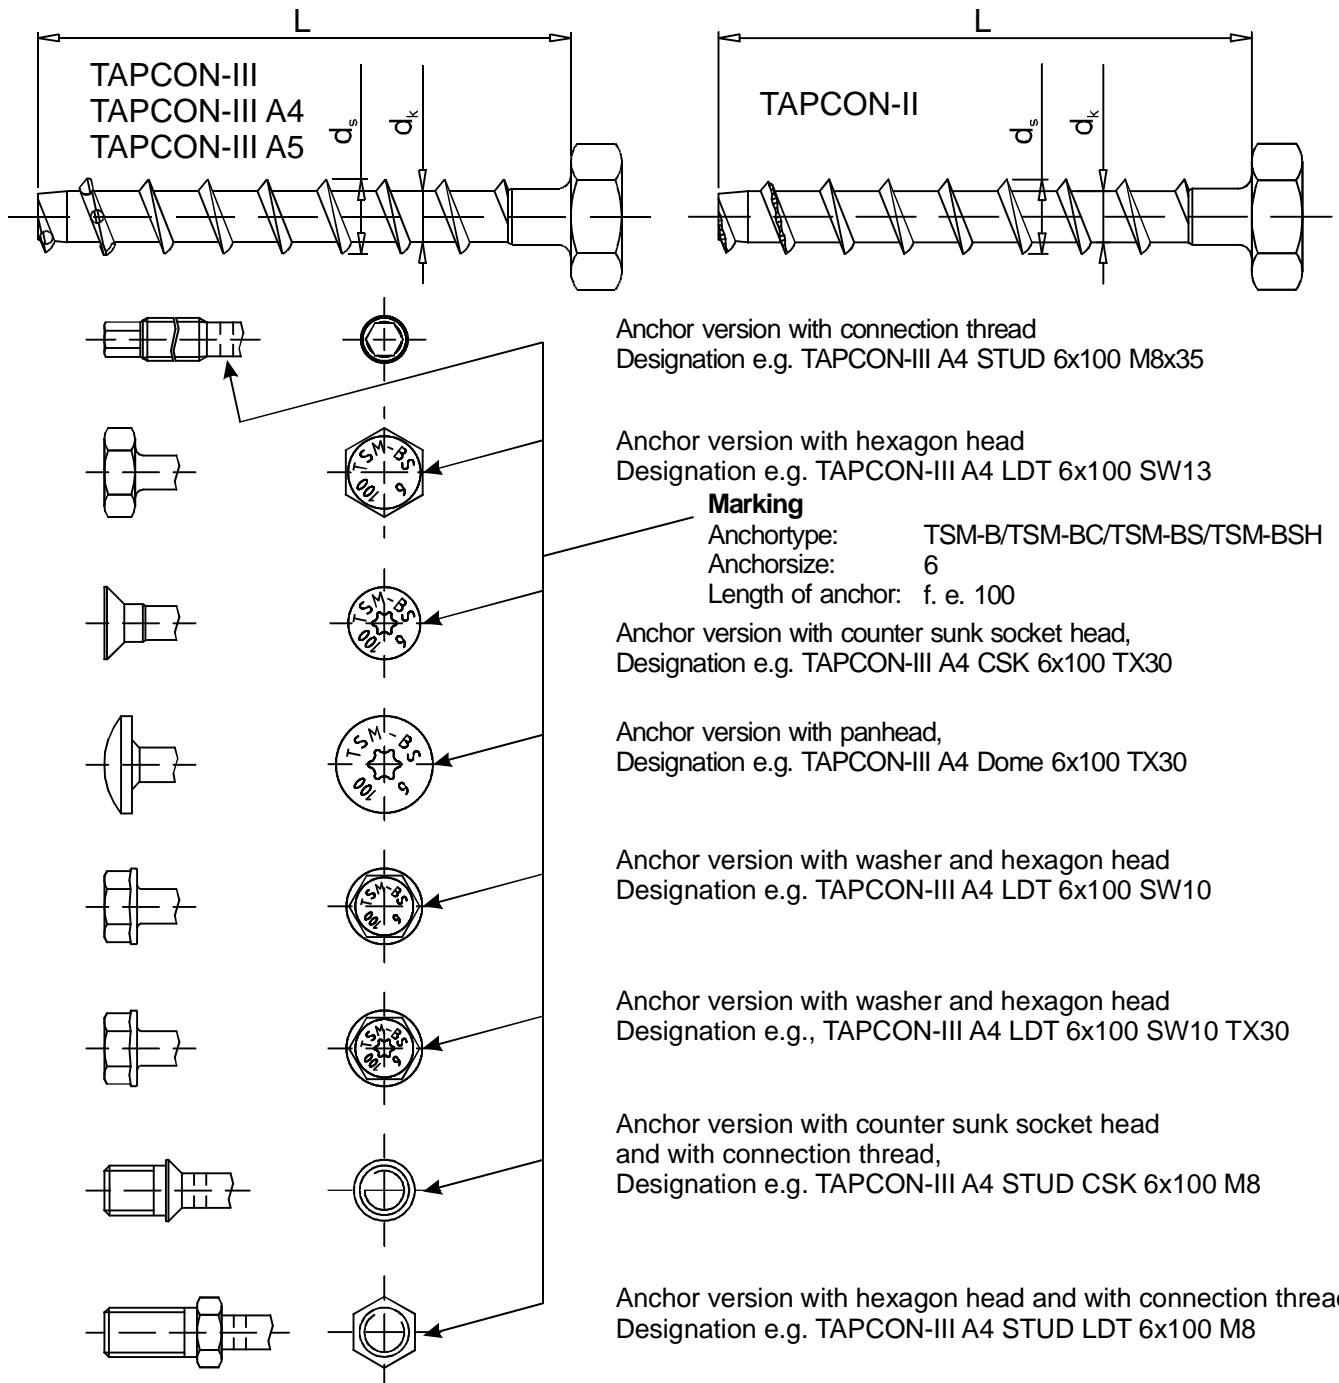 L
TAPCON-III
TAPCON-III A4
TAPCON-III A5
ds
dk
L
TAPCON-II
ds
dk
Anchor version with connection thread
Designation e.g. TAPCON-III A4 STUD 6x100 M8x35
TSM-BS 6 100
Anchor version with hexagon head
Designation e.g. TAPCON-III A4 LDT 6x100 SW13
Marking
Anchortype: TSM-B/TSM-BC/TSM-BS/TSM-BSH
Anchorsize: 6
Length of anchor: f. e. 100
TSM-BS 6 100
Anchor version with counter sunk socket head,
Designation e.g. TAPCON-III A4 CSK 6x100 TX30
TSM-BS 6 100
Anchor version with panhead,
Designation e.g. TAPCON-III A4 Dome 6x100 TX30
TSM-BS 6 100
Anchor version with washer and hexagon head
Designation e.g. TAPCON-III A4 LDT 6x100 SW10
TSM-BS 6 100
Anchor version with washer and hexagon head
Designation e.g., TAPCON-III A4 LDT 6x100 SW10 TX30
Anchor version with counter sunk socket head
and with connection thread,
Designation e.g. TAPCON-III A4 STUD CSK 6x100 M8
Anchor version with hexagon head and with connection threa
Designation e.g. TAPCON-III A4 STUD LDT 6x100 M8